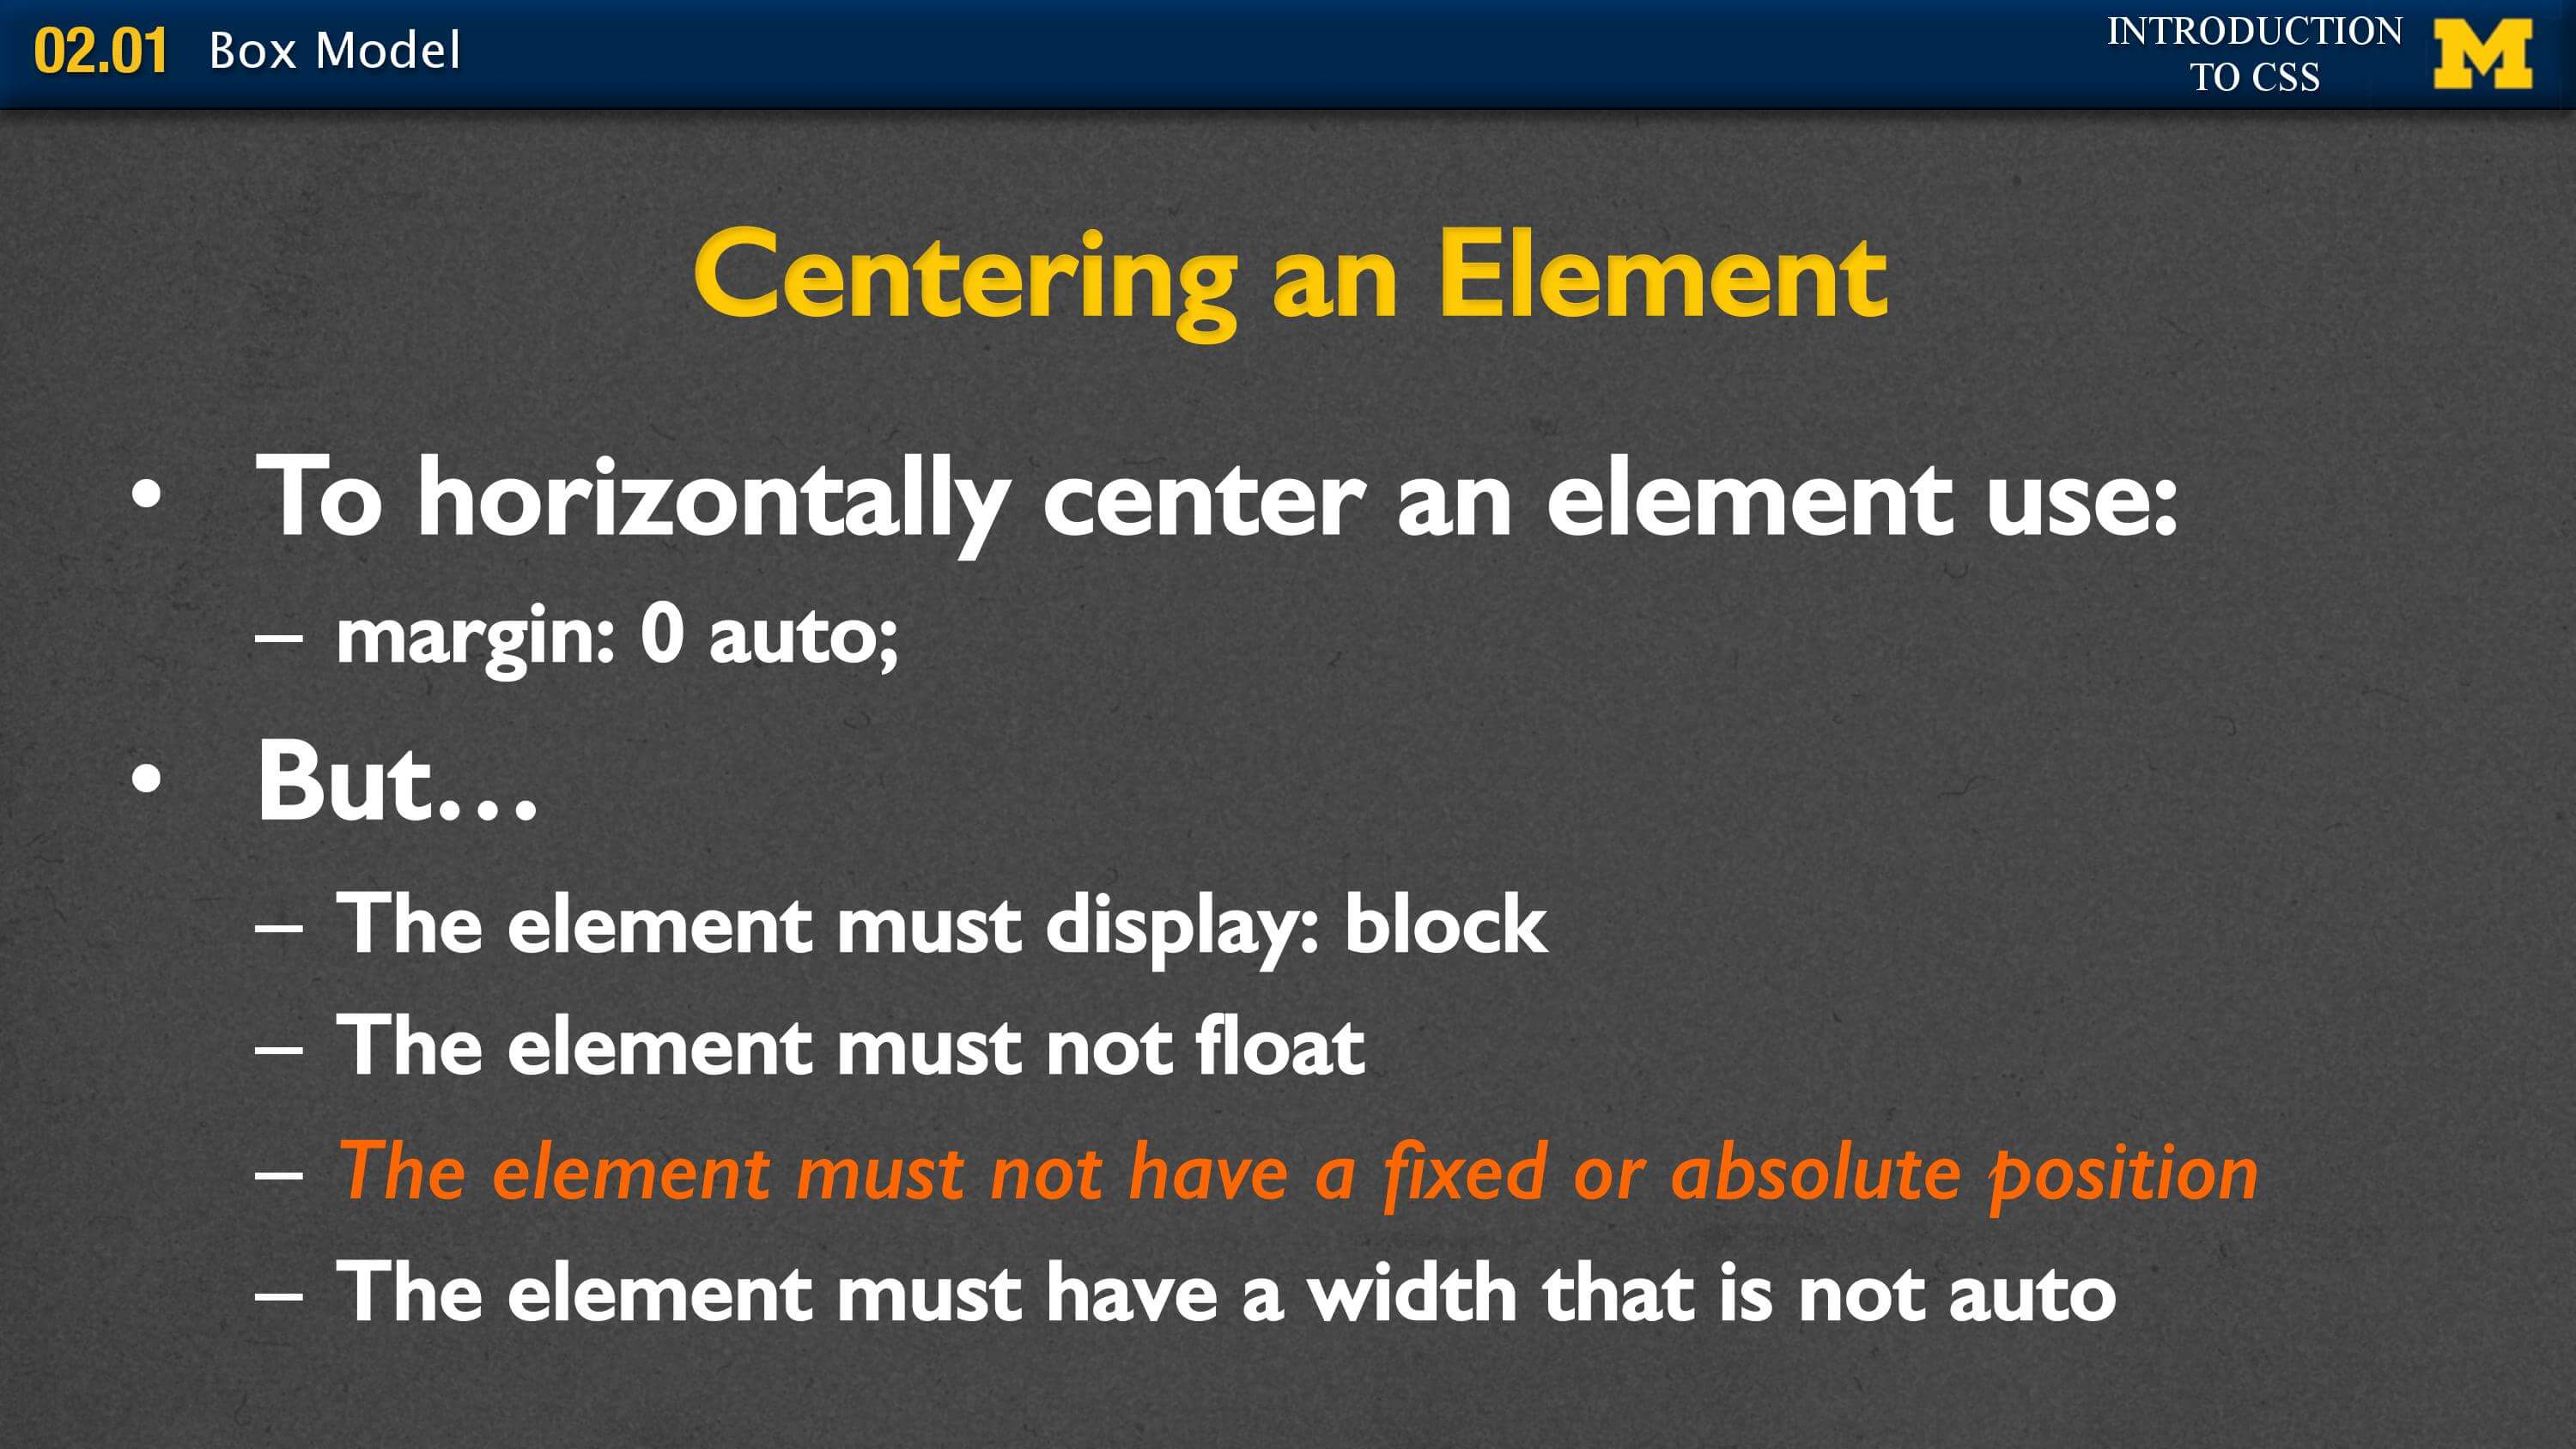 02.01 Box Model
INTRODUCTION
TO CSS
M
Centering an Element
• To horizontally center an element use:
– margin: 0 auto;
• But…
– The element must display: block
– The element must not float
– The element must not have a fixed or absolute position
– The element must have a width that is not auto